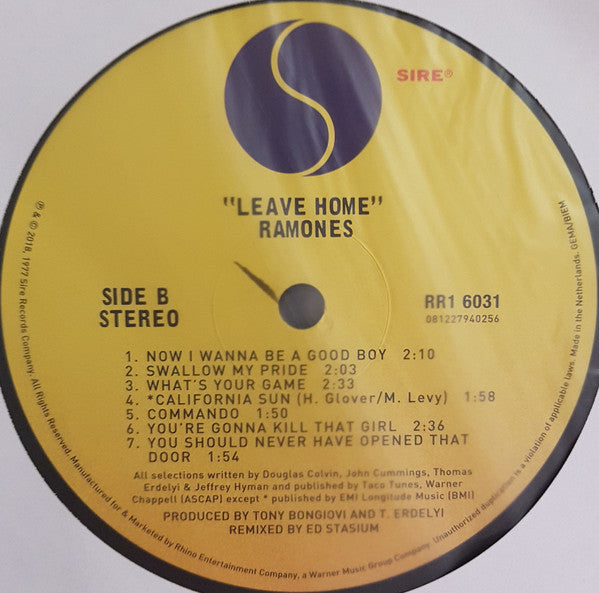 SIRE®
"LEAVE HOME"
RAMONES
SIDE B
STEREO
RR1 6031
081227940256
1. NOW I WANNA BE A GOOD BOY 2:10
2. SWALLOW MY PRIDE 2:03
3. WHAT'S YOUR GAME 2:33
4. *CALIFORNIA SUN (H. Glover/M. Levy) 1:58
5. COMMANDO 1:50
6. YOU'RE GONNA KILL THAT GIRL 2:36
7. YOU SHOULD NEVER HAVE OPENED THAT
DOOR 1:54
All selections written by Douglas Colvin, John Cummings, Thomas
Erdelyi & Jeffrey Hyman and published by Taco Tunes, Warner
Chappell (ASCAP) except * published by EMI Longitude Music (BMI)
PRODUCED BY TONY BONGIOVI AND T. ERDELYI
REMIXED BY ED STASIUM
℗ & © 2018, 1977 Sire Records Company. All Rights Reserved. Manufactured for & Marketed by Rhino Entertainment Company, a Warner Music Group Company. Unauthorized duplication is a violation of applicable laws. Made in the Netherlands. GEMA/BIEM